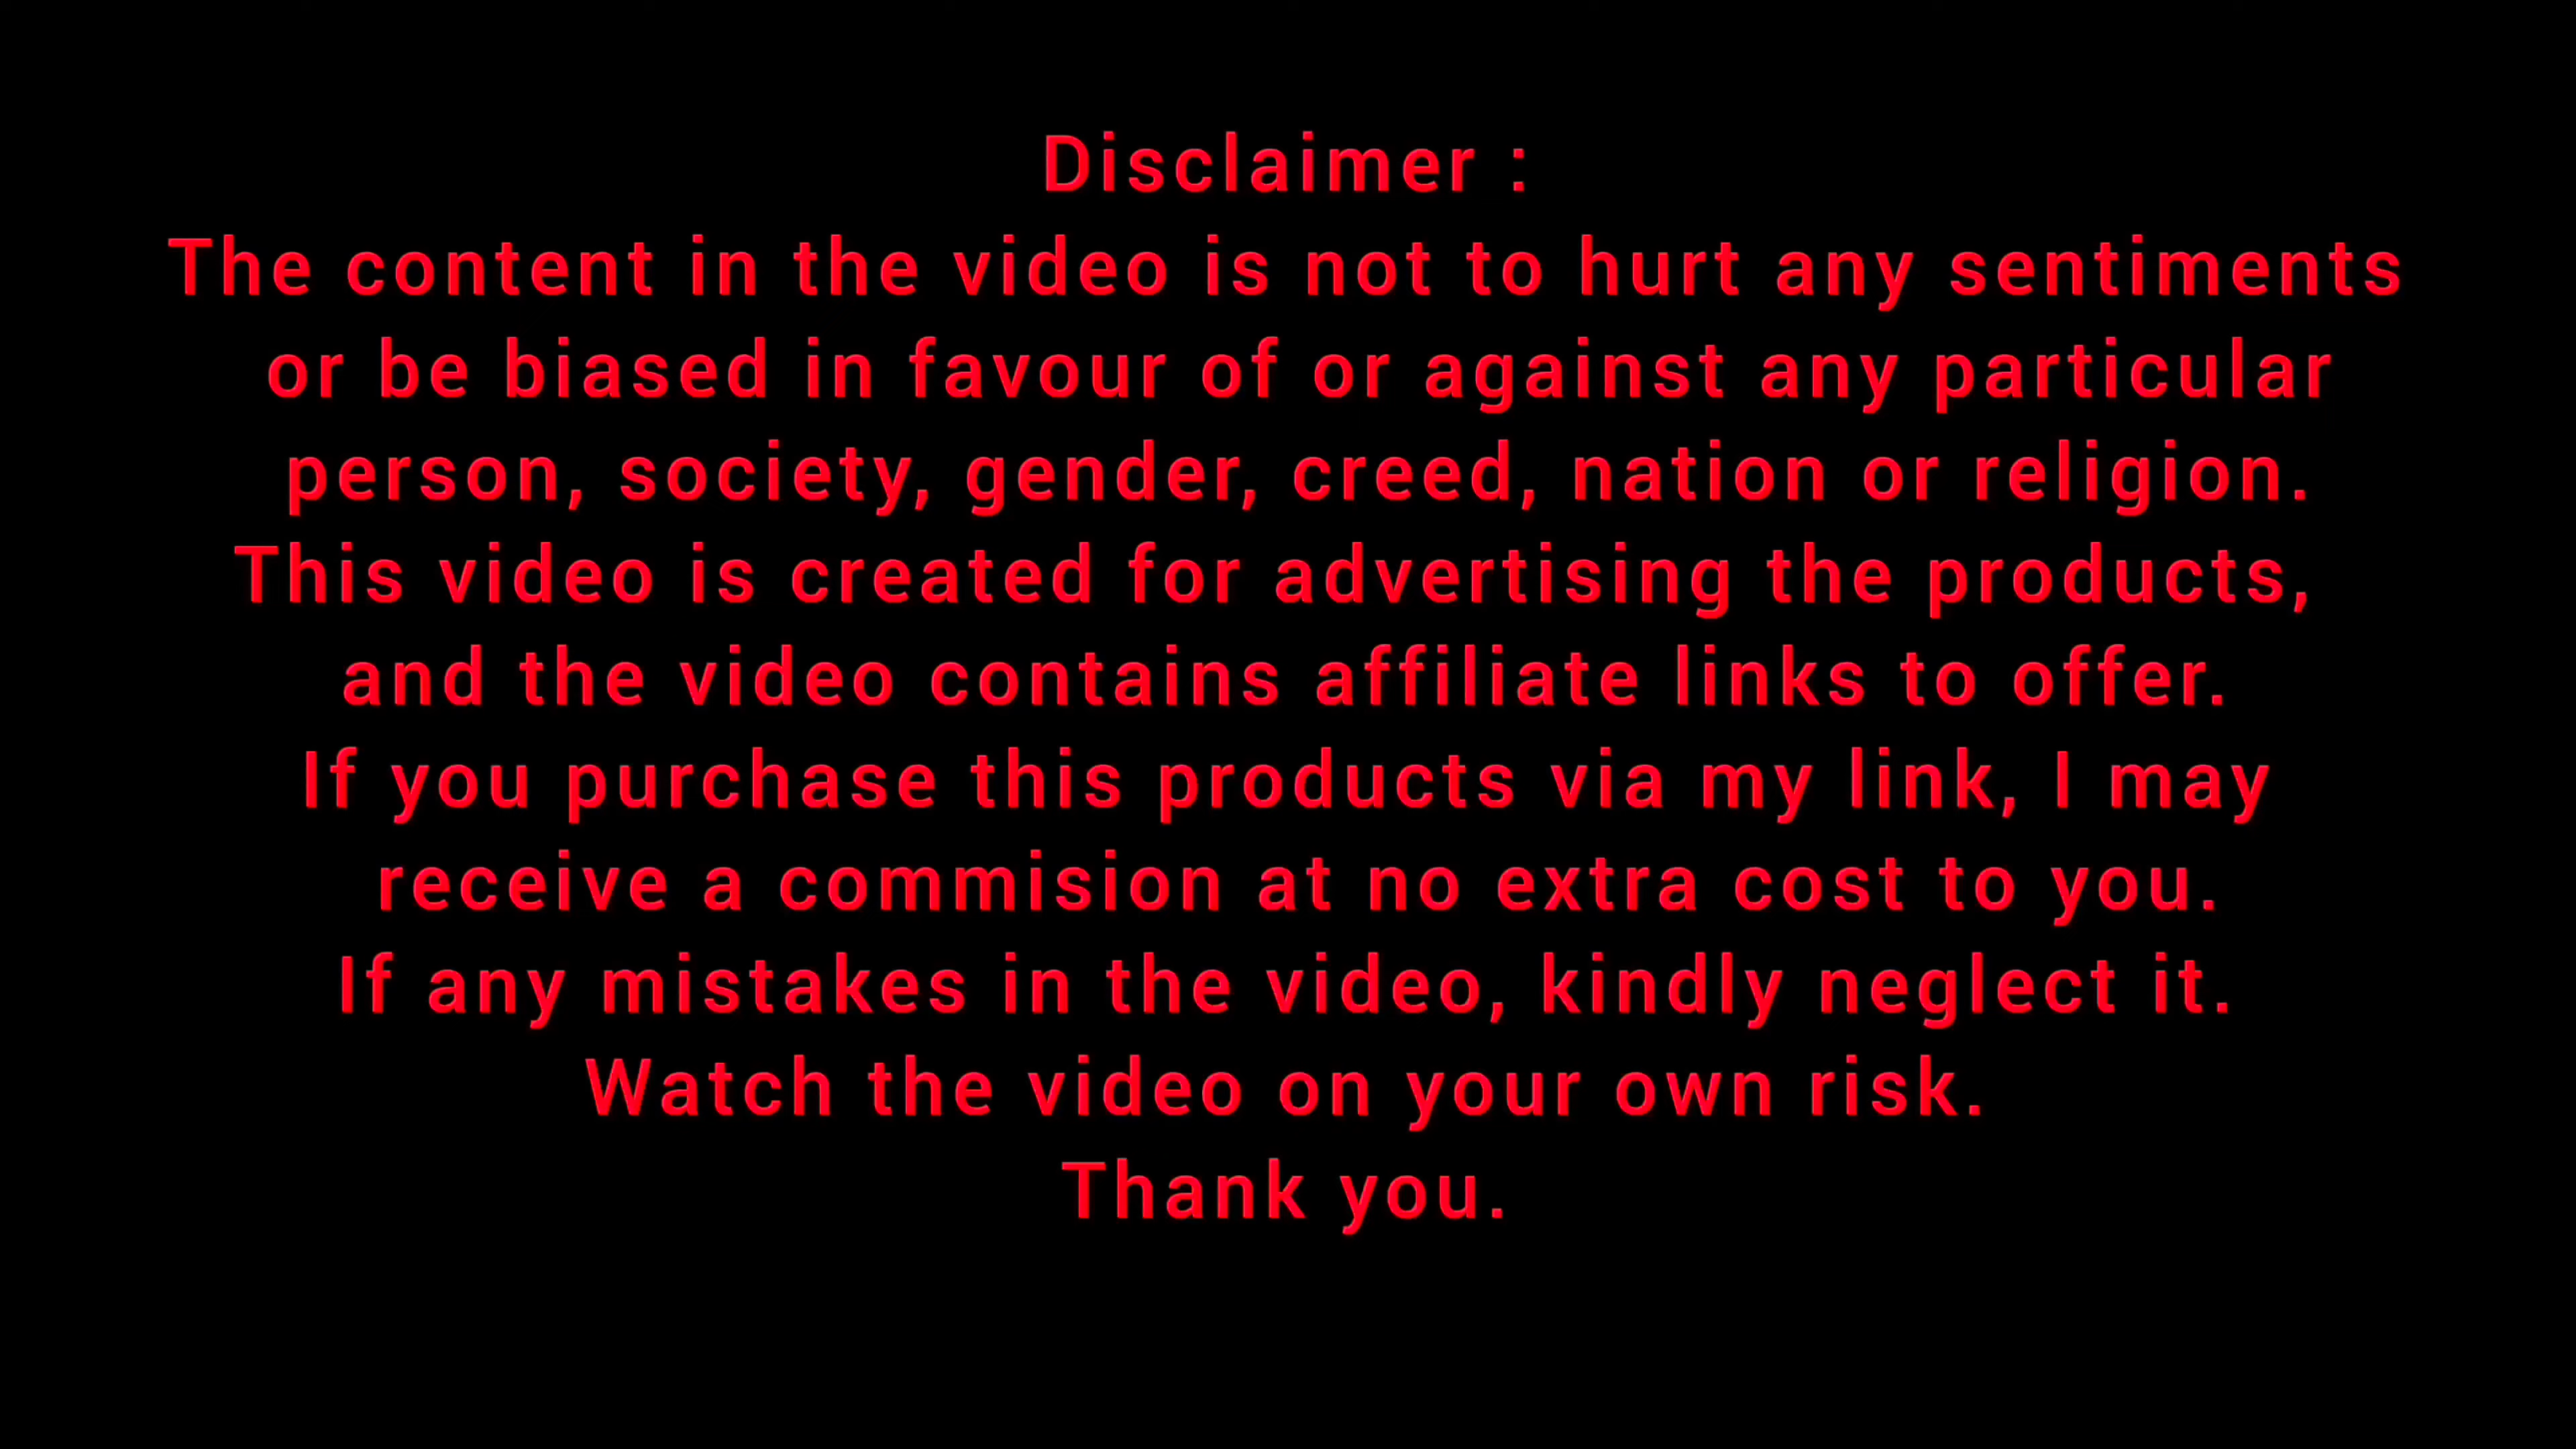 Disclaimer :
The content in the video is not to hurt any sentiments
or be biased in favour of or against any particular
person, society, gender, creed, nation or religion.
This video is created for advertising the products,
and the video contains affiliate links to offer.
If you purchase this products via my link, I may
receive a commision at no extra cost to you.
If any mistakes in the video, kindly neglect it.
Watch the video on your own risk.
Thank you.